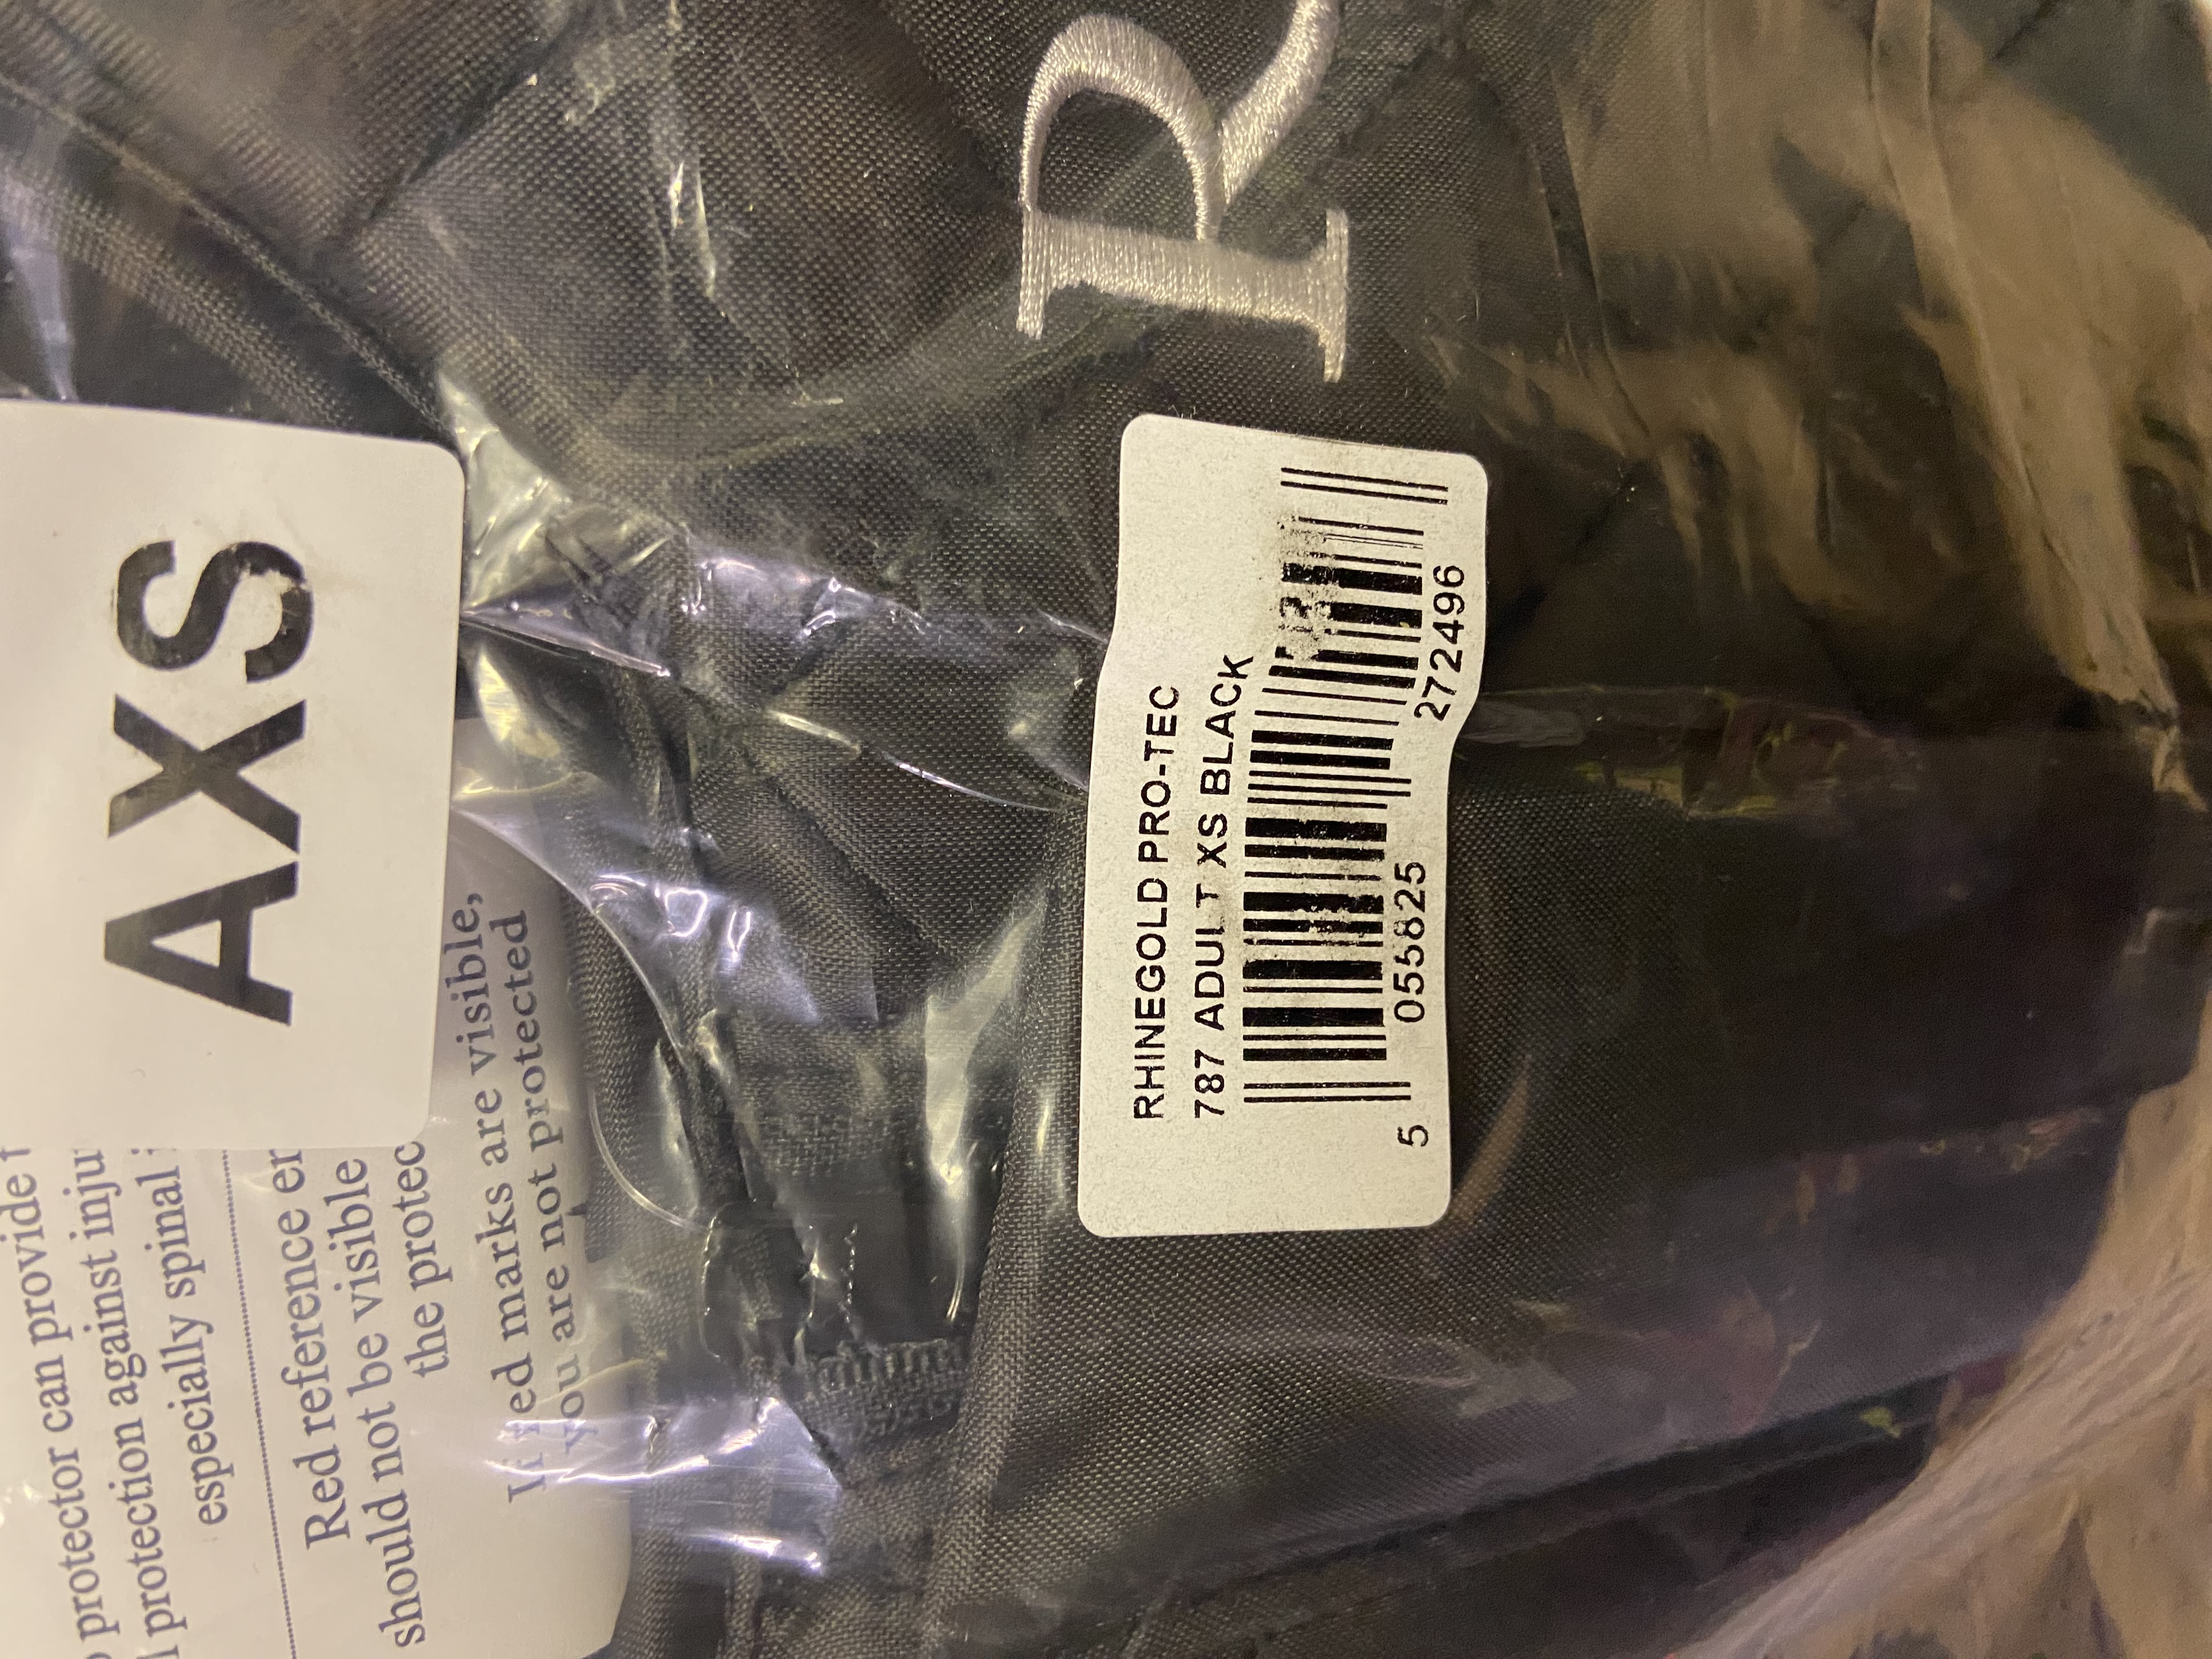 AXS
protector can provide
protection against inju
especially spinal
Red reference
should not be visible
the protec
marks are visible,
you are not protected
R
RHINEGOLD PRO-TEC
787 ADULT XS BLACK
5 055825 272496